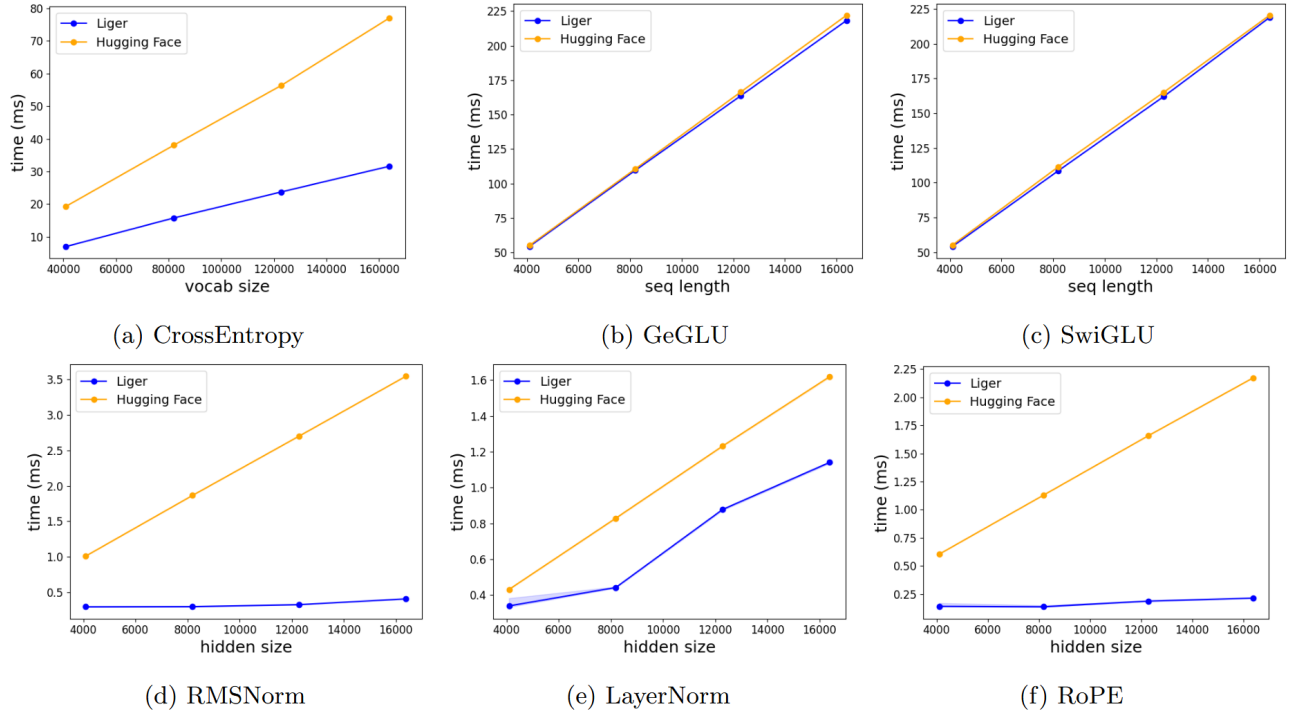 80
70
60
50
40
30
20
10
time (ms)
Liger
Hugging Face
40000 60000 80000 100000 120000 140000 160000
vocab size
(a) CrossEntropy
225
200
175
150
125
100
75
50
time (ms)
Liger
Hugging Face
4000 6000 8000 10000 12000 14000 16000
seq length
(b) GeGLU
225
200
175
150
125
100
75
50
time (ms)
Liger
Hugging Face
4000 6000 8000 10000 12000 14000 16000
seq length
(c) SwiGLU
3.5
3.0
2.5
2.0
1.5
1.0
0.5
time (ms)
Liger
Hugging Face
4000 6000 8000 10000 12000 14000 16000
hidden size
(d) RMSNorm
1.6
1.4
1.2
1.0
0.8
0.6
0.4
time (ms)
Liger
Hugging Face
4000 6000 8000 10000 12000 14000 16000
hidden size
(e) LayerNorm
2.25
2.00
1.75
1.50
1.25
1.00
0.75
0.50
0.25
time (ms)
Liger
Hugging Face
4000 6000 8000 10000 12000 14000 16000
hidden size
(f) RoPE